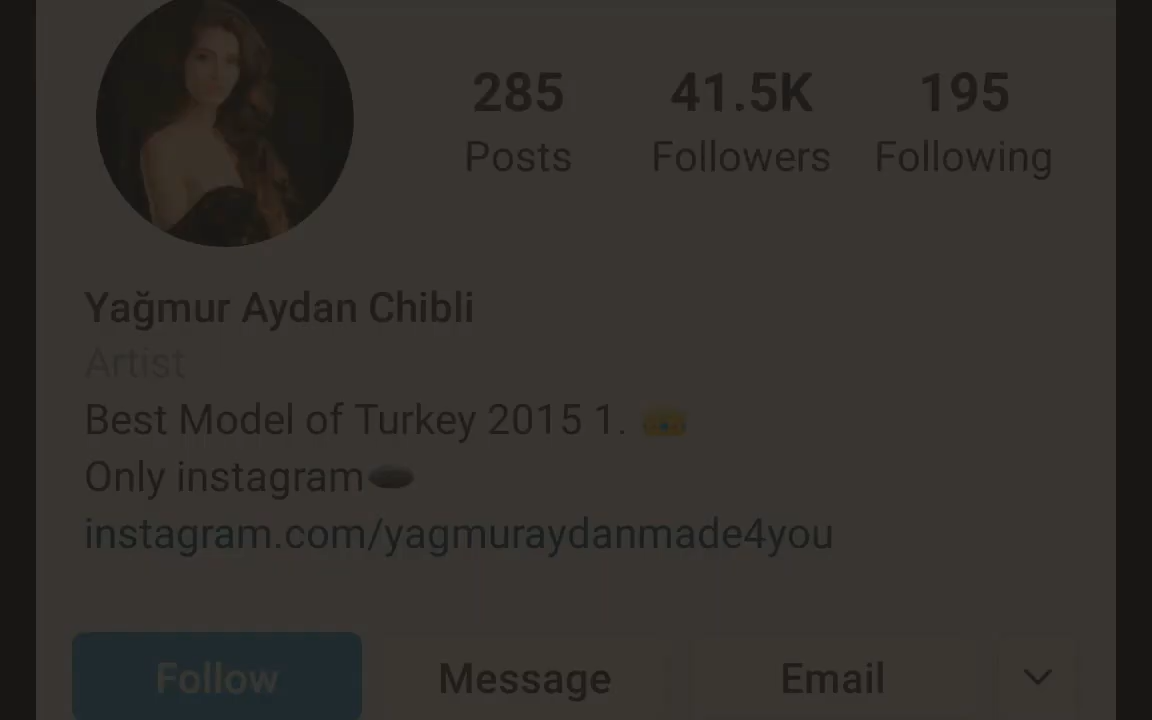 285 41.5K 195
Posts Followers Following
Yağmur Aydan Chibli
Artist
Best Model of Turkey 2015 1. 👑
Only instagram🕳️
instagram.com/yagmuraydanmade4you
Follow Message Email